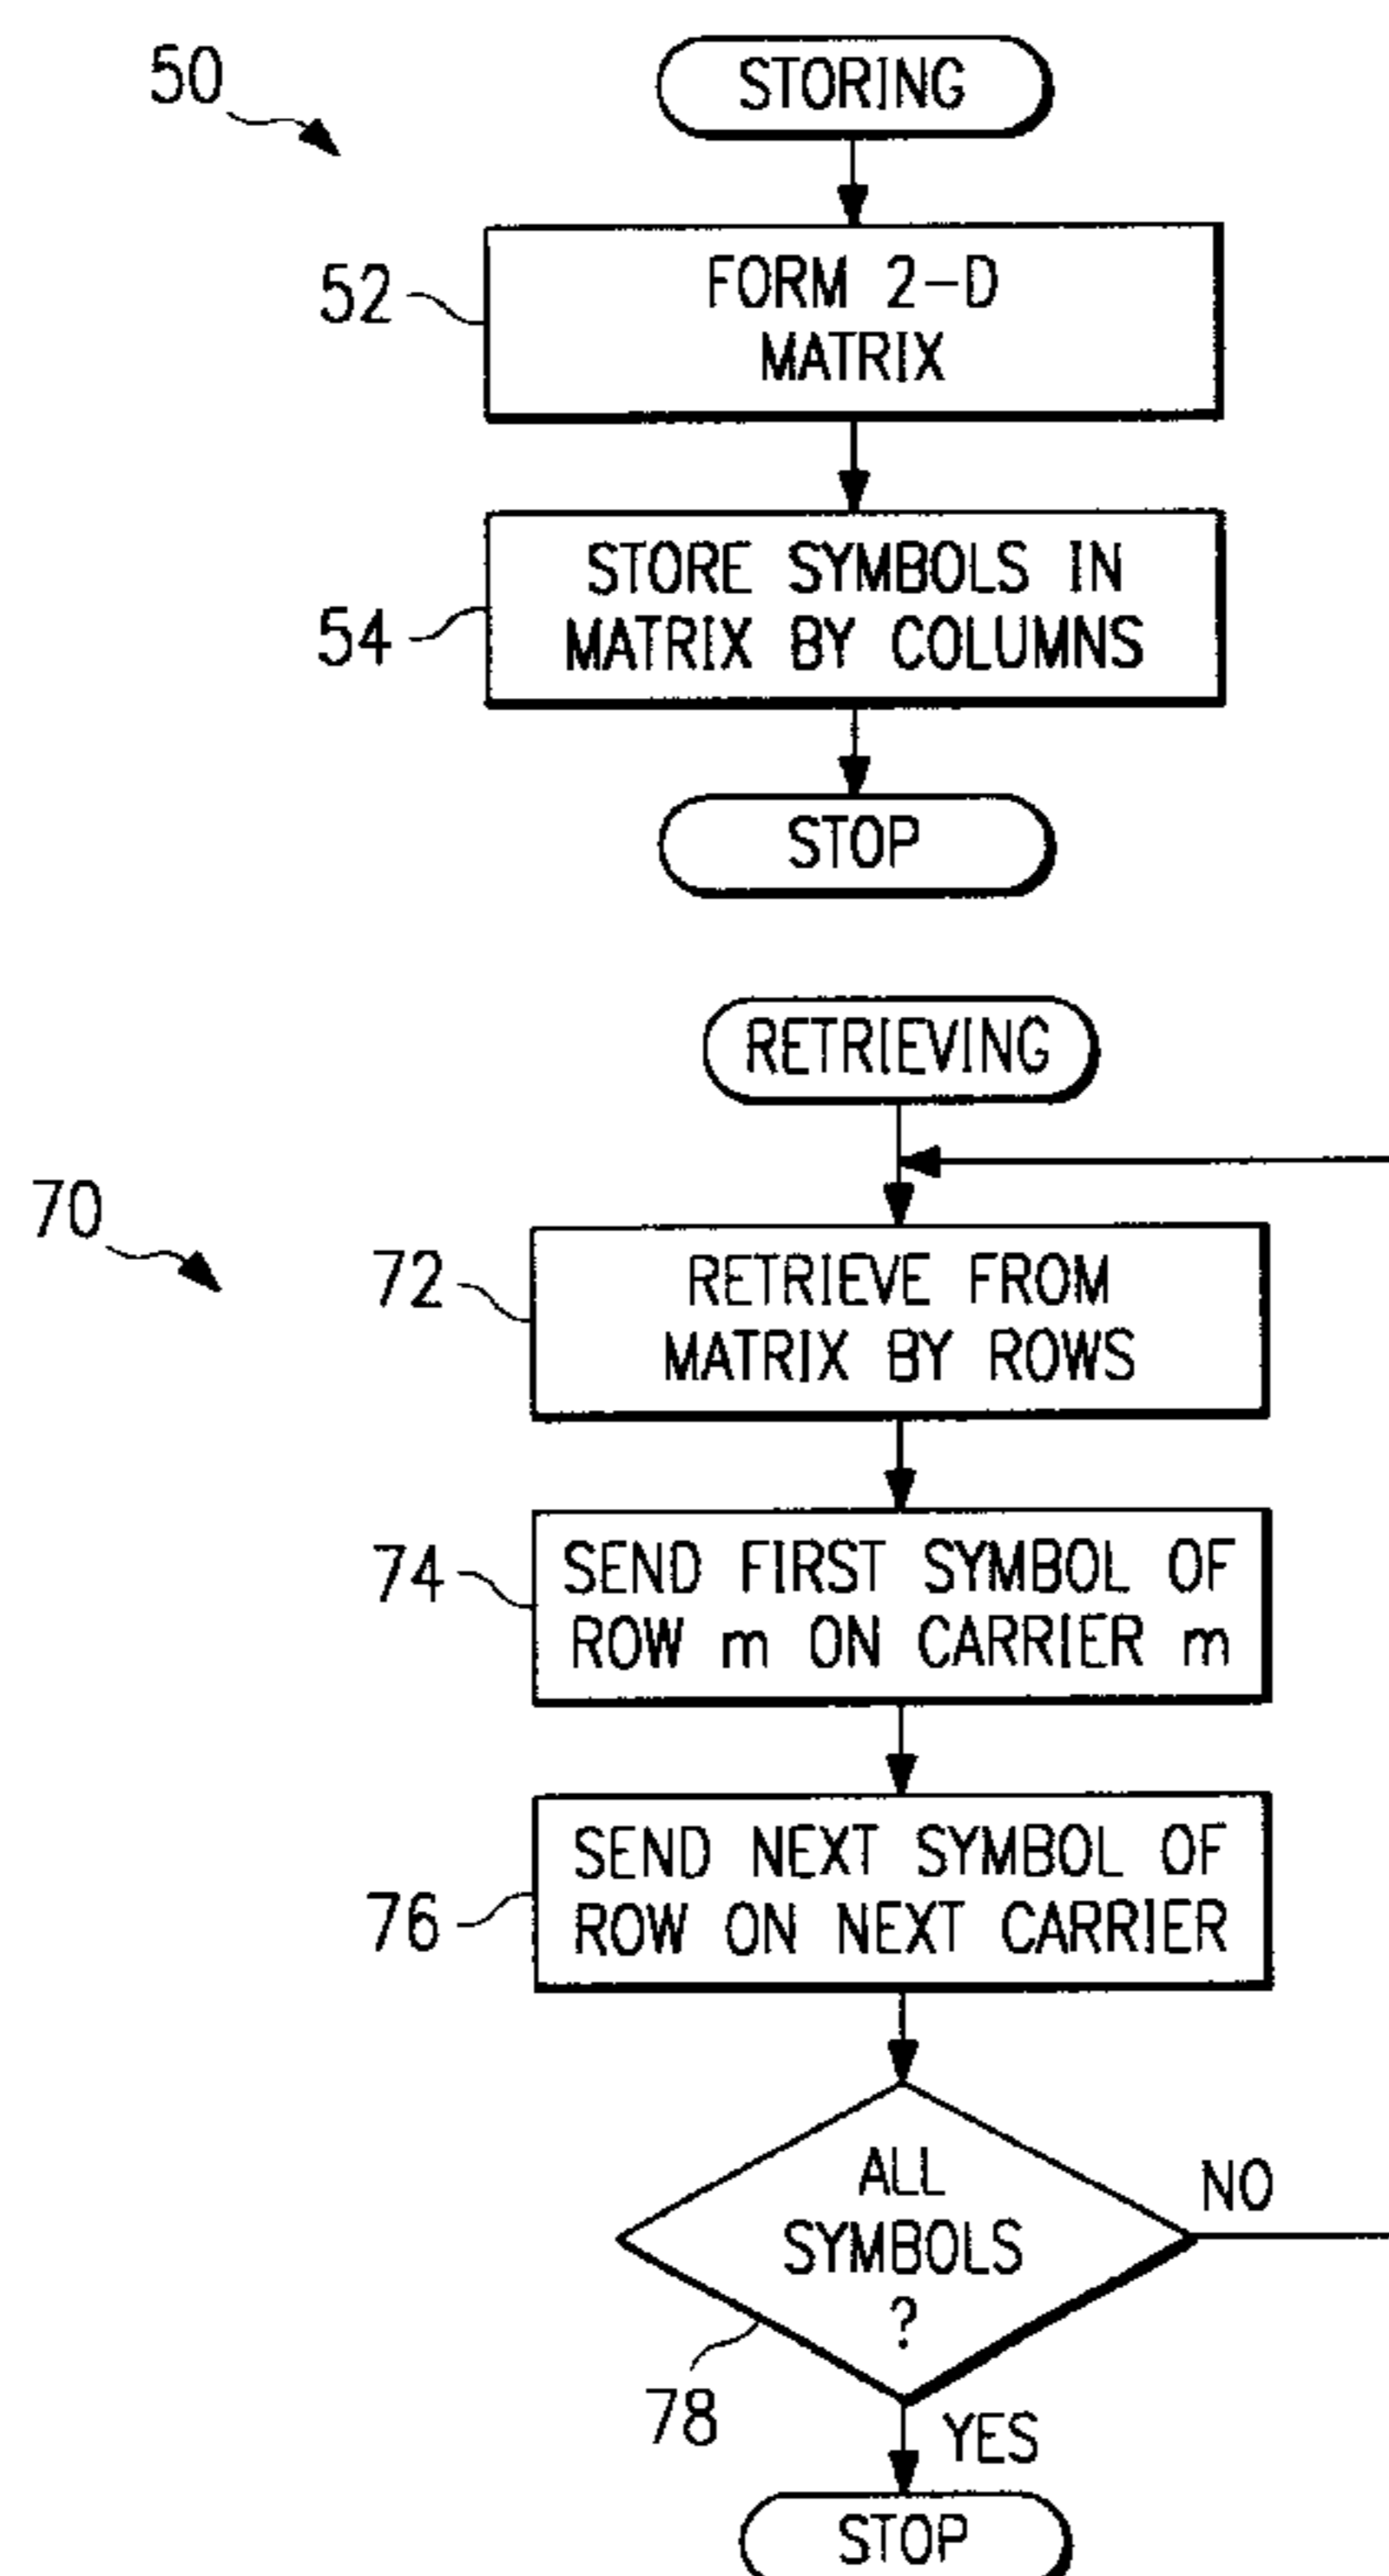 50
STORING
52
FORM 2-D
MATRIX
54
STORE SYMBOLS IN
MATRIX BY COLUMNS
STOP
RETRIEVING
70
72
RETRIEVE FROM
MATRIX BY ROWS
74
SEND FIRST SYMBOL OF
ROW m ON CARRIER m
76
SEND NEXT SYMBOL OF
ROW ON NEXT CARRIER
ALL
SYMBOLS
?
NO
78
YES
STOP